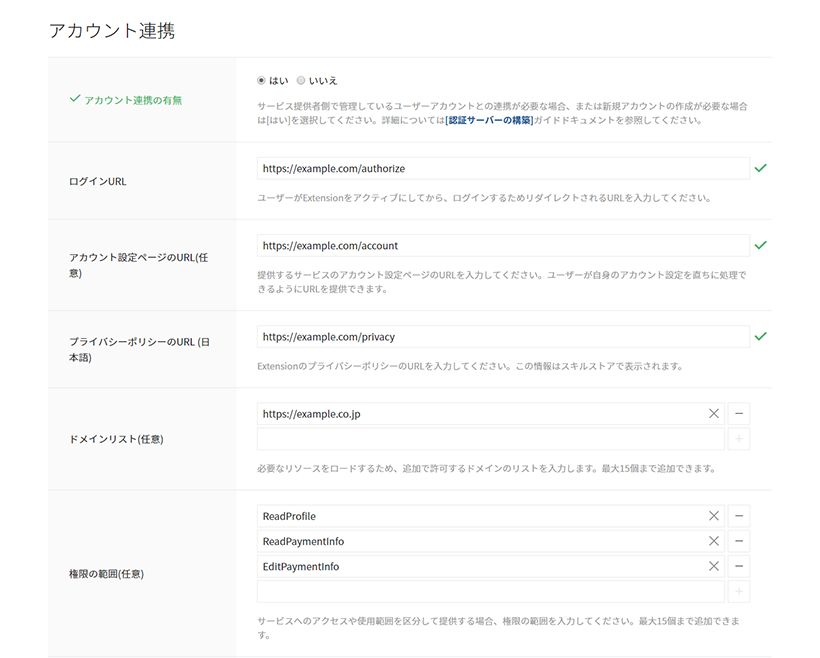 アカウント連携
アカウント連携の有無
はい いいえ
サービス提供者側で管理しているユーザーアカウントとの連携が必要な場合、または新規アカウントの作成が必要な場合
は[はい]を選択してください。詳細については[認証サーバーの構築]ガイドドキュメントを参照してください。
ログインURL
https://example.com/authorize
ユーザーがExtensionをアクティブにしてから、ログインするためリダイレクトされるURLを入力してください。
アカウント設定ページのURL(任
意)
https://example.com/account
提供するサービスのアカウント設定ページのURLを入力してください。ユーザーが自身のアカウント設定を直ちに処理で
きるようにURLを提供できます。
プライバシーポリシーのURL (日
本語)
https://example.com/privacy
ExtensionのプライバシーポリシーのURLを入力してください。この情報はスキルストアで表示されます。
ドメインリスト(任意)
https://example.co.jp
必要なリソースをロードするため、追加で許可するドメインのリストを入力します。最大15個まで追加できます。
権限の範囲(任意)
ReadProfile
ReadPaymentInfo
EditPaymentInfo
サービスへのアクセスや使用範囲を区分して提供する場合、権限の範囲を入力してください。最大15個まで追加できま
す。